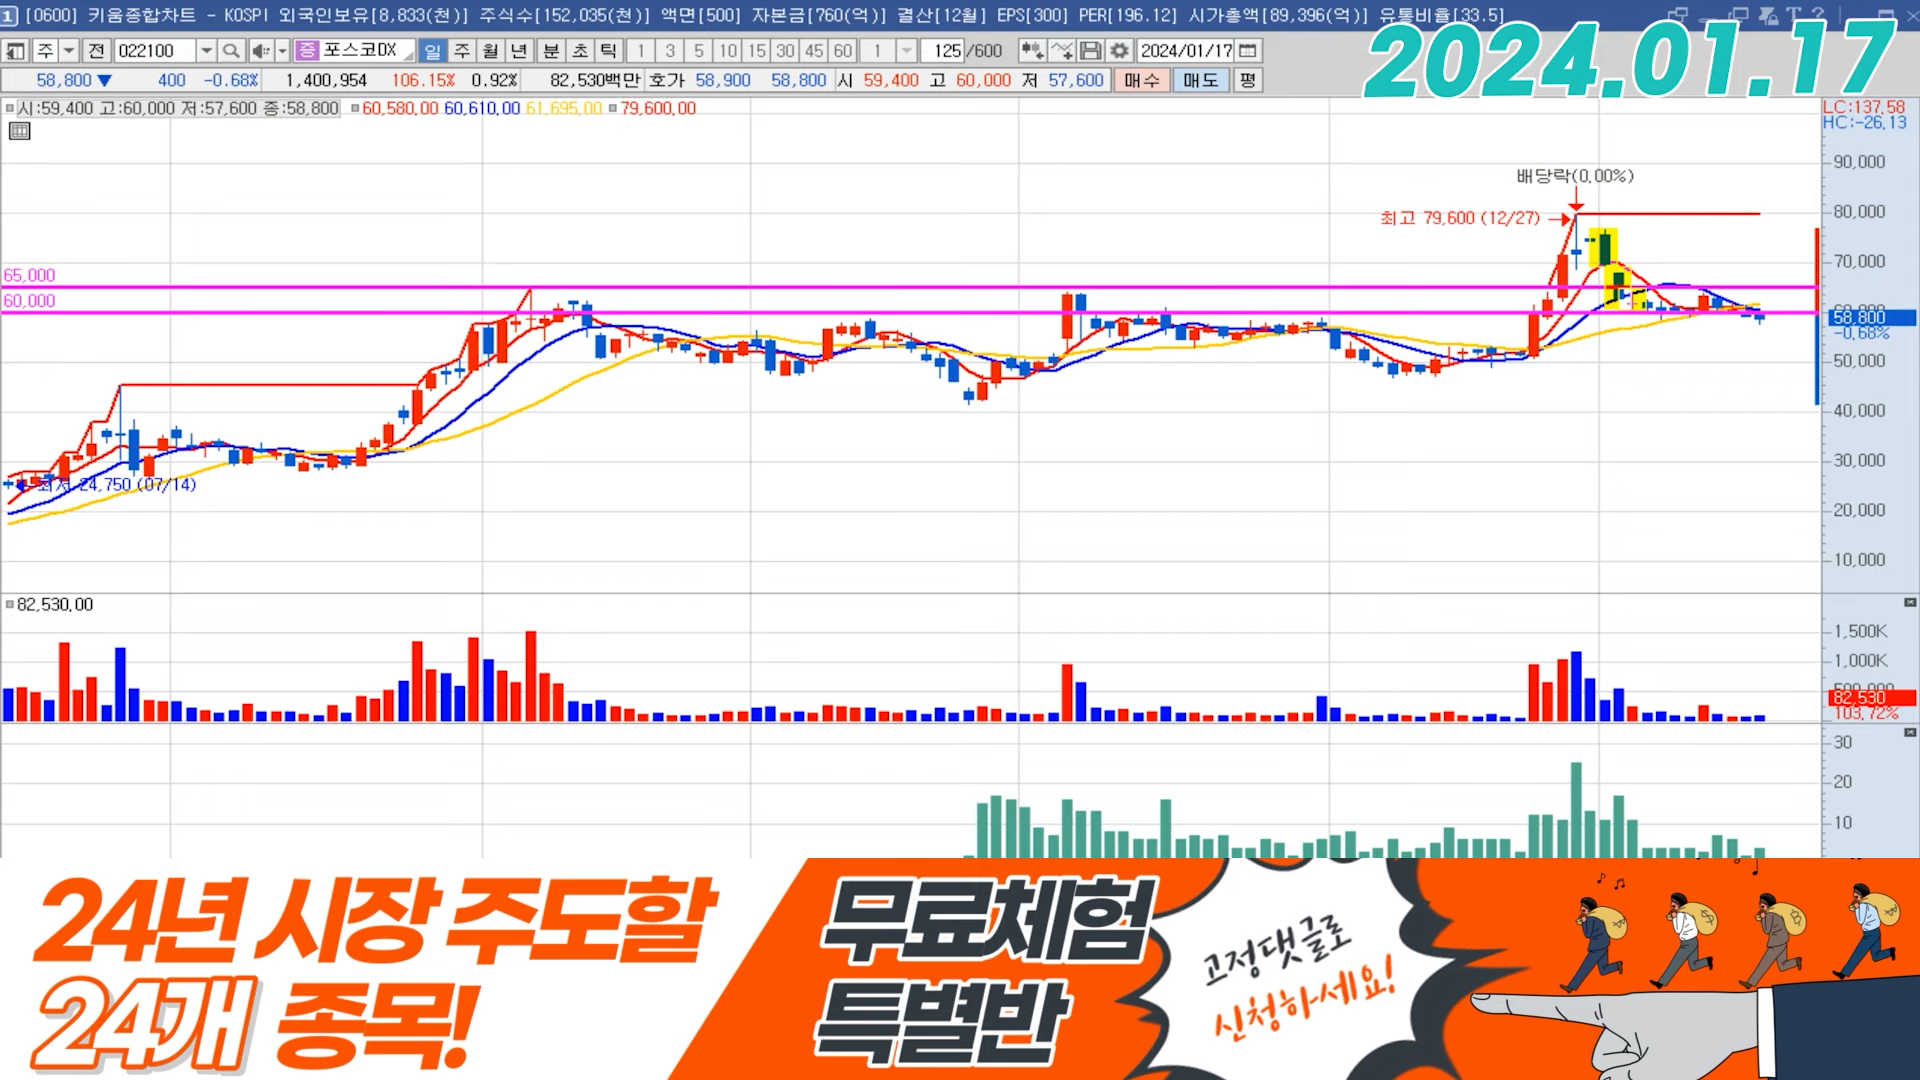 1 [0600] 키움종합차트 - KOSPI 외국인보유[8,833(천)] 주식수[152,035(천)] 액면[500] 자본금[760(억)] 결산[12월] EPS[300] PER[196.12] 시가총액[89,396(억)] 유통비율[33.5]
2024.01.17
주 전 022100 증 포스코DX 일 주 월 년 분 초 틱 1 3 5 10 15 30 45 60 1 125 /600 2024/01/17
58,800 ▼ 400 -0.68% 1,400,954 106.15% 0.92% 82,530백만 호가 58,900 58,800 시 59,400 고 60,000 저 57,600 매수 매도 평
시:59,400 고:60,000 저:57,600 종:58,800 60,580.00 60,610.00 61,695.00 79,600.00
LC:137.58
HC:-26.13
배당락(0.00%)
최고 79,600 (12/27)
65,000
60,000
최저 24,750 (07/14)
90,000
80,000
70,000
58,800
-0.68%
50,000
40,000
30,000
20,000
10,000
82,530.00
1,500K
1,000K
82,530
103.72%
30
20
10
24년 시장 주도할
24개 종목!
무료체험
특별반
고정댓글로
신청하세요!